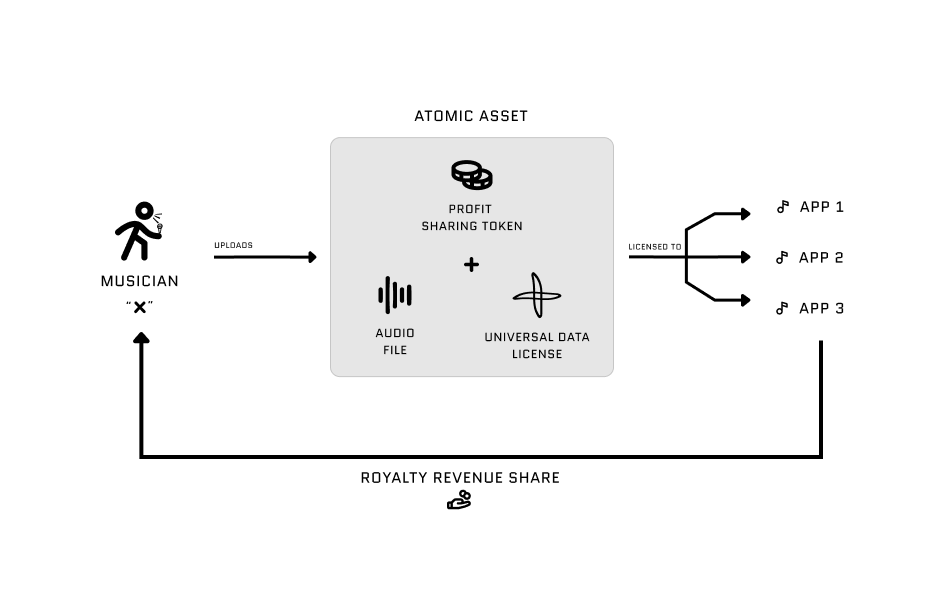 ATOMIC ASSET
PROFIT
SHARING TOKEN
UPLOADS
MUSICIAN
“X”
AUDIO
FILE
UNIVERSAL DATA
LICENSE
LICENSED TO
APP 1
APP 2
APP 3
ROYALTY REVENUE SHARE